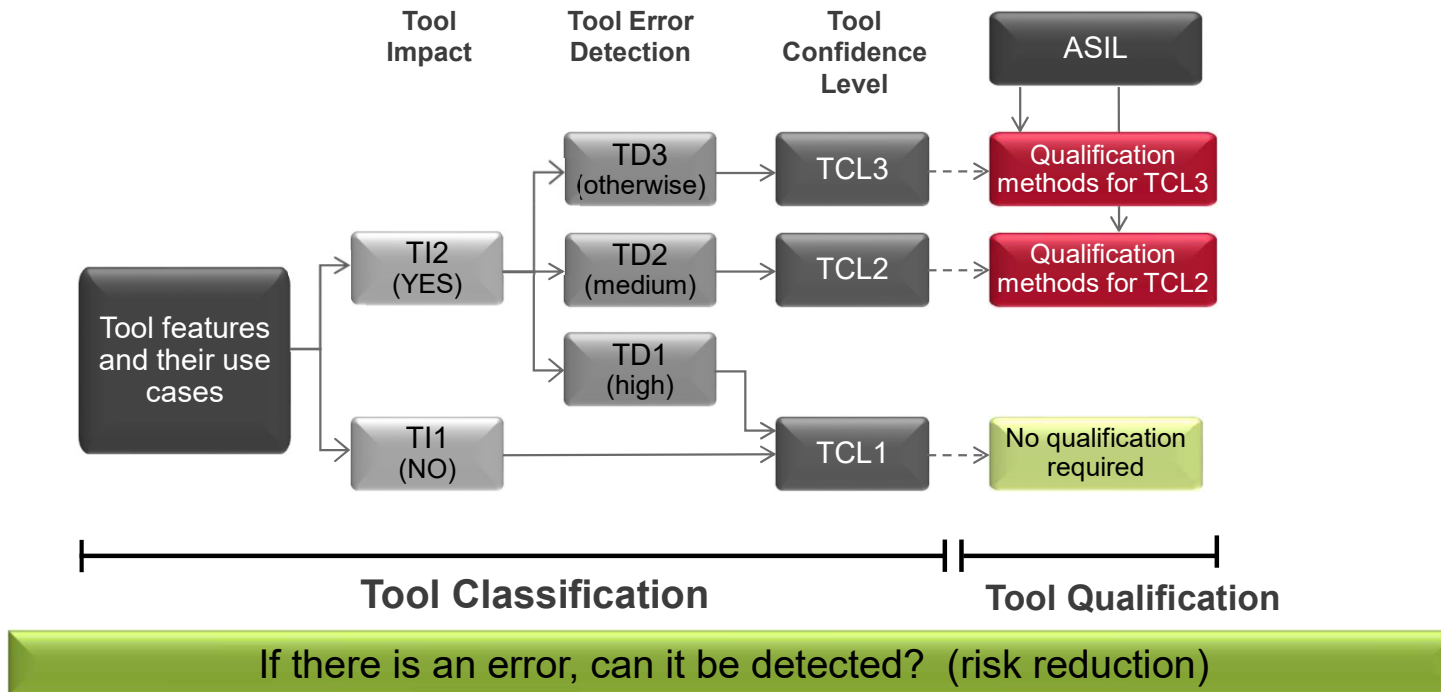 Tool
Impact
Tool Error
Detection
Tool
Confidence
Level
ASIL
TD3
(otherwise)
TCL3
Qualification
methods for TCL3
TI2
(YES)
TD2
(medium)
TCL2
Qualification
methods for TCL2
Tool features
and their use
cases
TD1
(high)
TI1
(NO)
TCL1
No qualification
required
Tool Classification
Tool Qualification
If there is an error, can it be detected? (risk reduction)